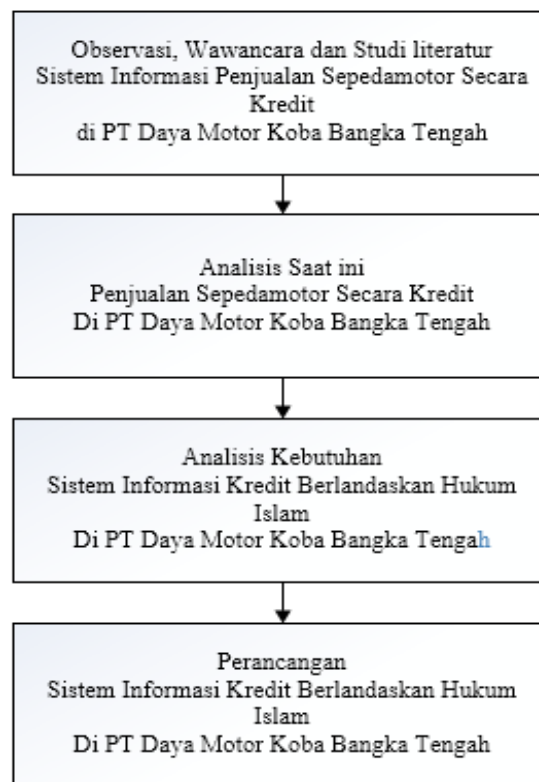 Observasi, Wawancara dan Studi literatur
Sistem Informasi Penjualan Sepedamotor Secara
Kredit
di PT Daya Motor Koba Bangka Tengah
Analisis Saat ini
Penjualan Sepedamotor Secara Kredit
Di PT Daya Motor Koba Bangka Tengah
Analisis Kebutuhan
Sistem Informasi Kredit Berlandaskan Hukum
Islam
Di PT Daya Motor Koba Bangka Tengah
Perancangan
Sistem Informasi Kredit Berlandaskan Hukum
Islam
Di PT Daya Motor Koba Bangka Tengah